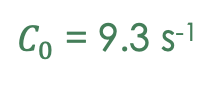 C₀ = 9.3 s⁻¹